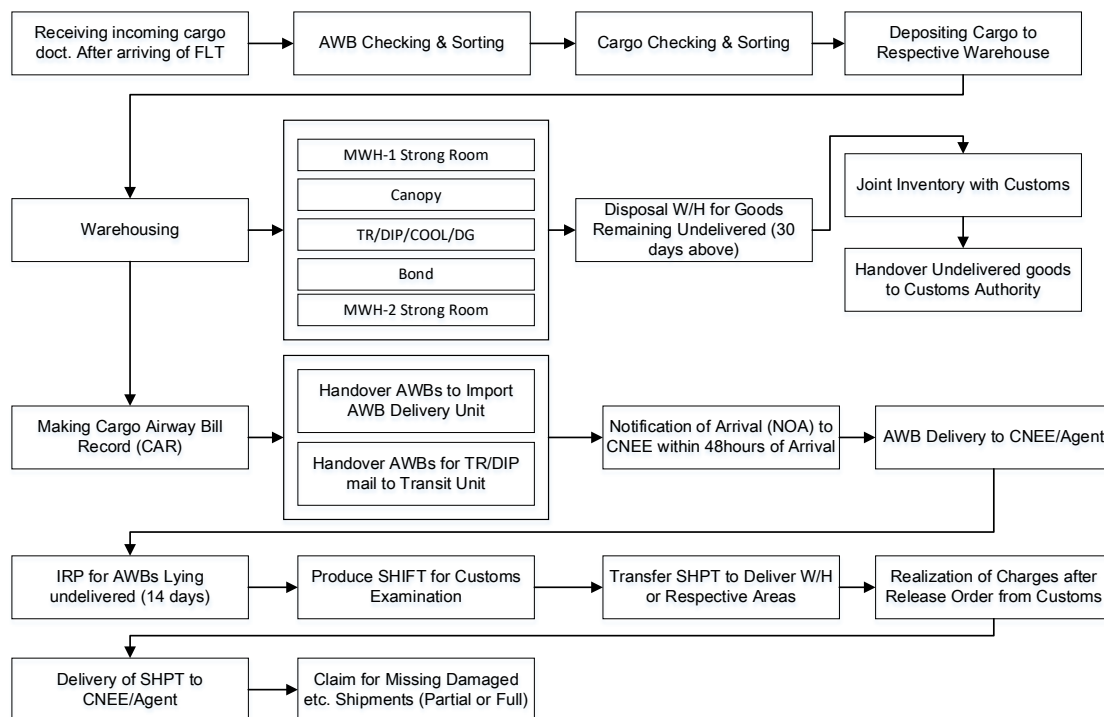 Receiving incoming cargo
doct. After arriving of FLT
AWB Checking & Sorting
Cargo Checking & Sorting
Depositing Cargo to
Respective Warehouse
Warehousing
MWH-1 Strong Room
Canopy
TR/DIP/COOL/DG
Bond
MWH-2 Strong Room
Disposal W/H for Goods
Remaining Undelivered (30
days above)
Joint Inventory with Customs
Handover Undelivered goods
to Customs Authority
Making Cargo Airway Bill
Record (CAR)
Handover AWBs to Import
AWB Delivery Unit
Handover AWBs for TR/DIP
mail to Transit Unit
Notification of Arrival (NOA) to
CNEE within 48hours of Arrival
AWB Delivery to CNEE/Agent
IRP for AWBs Lying
undelivered (14 days)
Produce SHIFT for Customs
Examination
Transfer SHPT to Deliver W/H
or Respective Areas
Realization of Charges after
Release Order from Customs
Delivery of SHPT to
CNEE/Agent
Claim for Missing Damaged
etc. Shipments (Partial or Full)